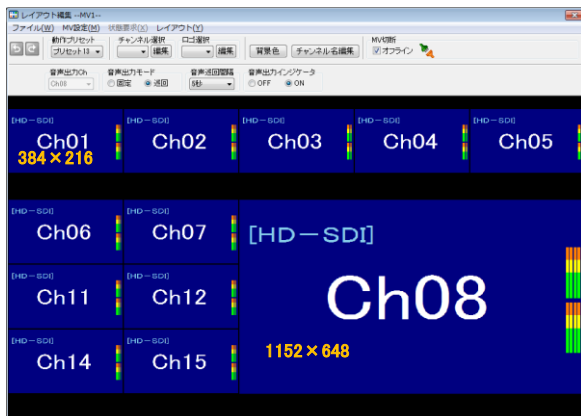 レイアウト編集 --MV1--
ファイル(W) MV設定(M) 状態要求(X) レイアウト(Y)
動作プリセット チャンネル選択 ロゴ選択 MV切断
プリセット13 編集 編集 背景色 チャンネル名編集 オフライン
音声出力Ch 音声出力モード 音声巡回間隔 音声出力インジケータ
Ch08 固定 巡回 5秒 OFF ON
[HD-SDI] [HD-SDI] [HD-SDI] [HD-SDI] [HD-SDI]
Ch01 Ch02 Ch03 Ch04 Ch05
384×216
[HD-SDI] [HD-SDI]
Ch06 Ch07
[HD-SDI]
Ch08
1152×648
[HD-SDI] [HD-SDI]
Ch11 Ch12
[HD-SDI] [HD-SDI]
Ch14 Ch15